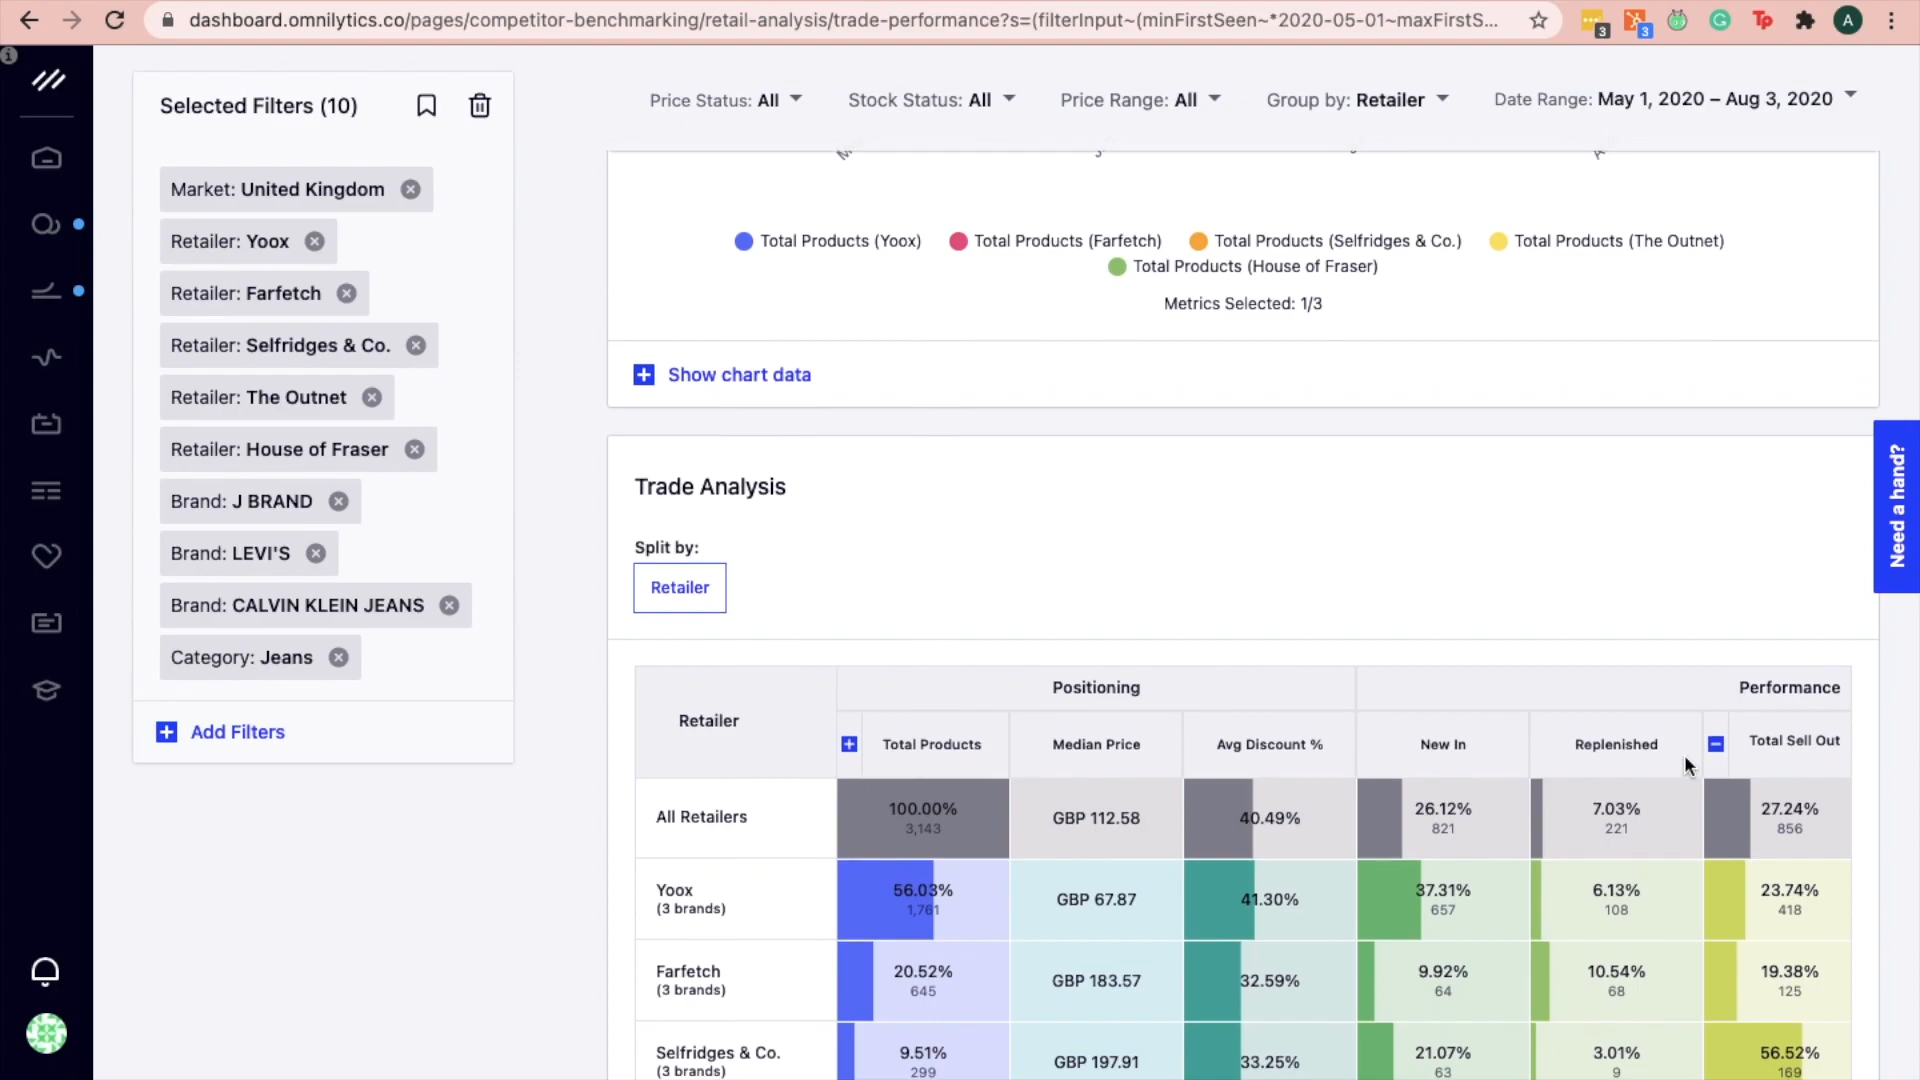 dashboard.omnilytics.co/pages/competitor-benchmarking/retail-analysis/trade-performance?s=(filterInput~(minFirstSeen~*2020-05-01~maxFirstS...
3
3
Tp
A
Selected Filters (10)
Market: United Kingdom
Retailer: Yoox
Retailer: Farfetch
Retailer: Selfridges & Co.
Retailer: The Outnet
Retailer: House of Fraser
Brand: J BRAND
Brand: LEVI'S
Brand: CALVIN KLEIN JEANS
Category: Jeans
Add Filters
Price Status: All
Stock Status: All
Price Range: All
Group by: Retailer
Date Range: May 1, 2020 – Aug 3, 2020
Total Products (Yoox)
Total Products (Farfetch)
Total Products (Selfridges & Co.)
Total Products (The Outnet)
Total Products (House of Fraser)
Metrics Selected: 1/3
Show chart data
Need a hand?
Trade Analysis
Split by:
Retailer
Retailer
Positioning
Performance
Total Products
Median Price
Avg Discount %
New In
Replenished
Total Sell Out
All Retailers
100.00%
3,143
GBP 112.58
40.49%
26.12%
821
7.03%
221
27.24%
856
Yoox
(3 brands)
56.03%
1,761
GBP 67.87
41.30%
37.31%
657
6.13%
108
23.74%
418
Farfetch
(3 brands)
20.52%
645
GBP 183.57
32.59%
9.92%
64
10.54%
68
19.38%
125
Selfridges & Co.
(3 brands)
9.51%
299
GBP 197.91
33.25%
21.07%
63
3.01%
9
56.52%
169